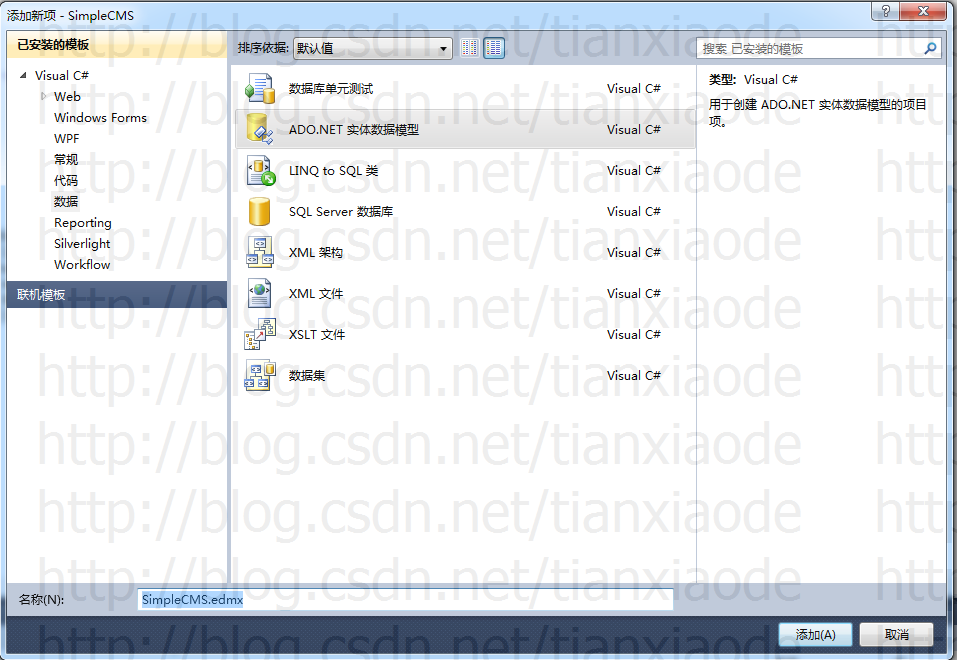 添加新项 - SimpleCMS
已安装的模板
排序依据: 默认值
搜索 已安装的模板
Visual C#
Web
Windows Forms
WPF
常规
代码
数据
Reporting
Silverlight
Workflow
联机模板
数据库单元测试 Visual C#
ADO.NET 实体数据模型 Visual C#
LINQ to SQL 类 Visual C#
SQL Server 数据库 Visual C#
XML 架构 Visual C#
XML 文件 Visual C#
XSLT 文件 Visual C#
数据集 Visual C#
类型: Visual C#
用于创建 ADO.NET 实体数据模型的项目
项。
名称(N): SimpleCMS.edmx
添加(A) 取消
http://blog.csdn.net/tianxiaode